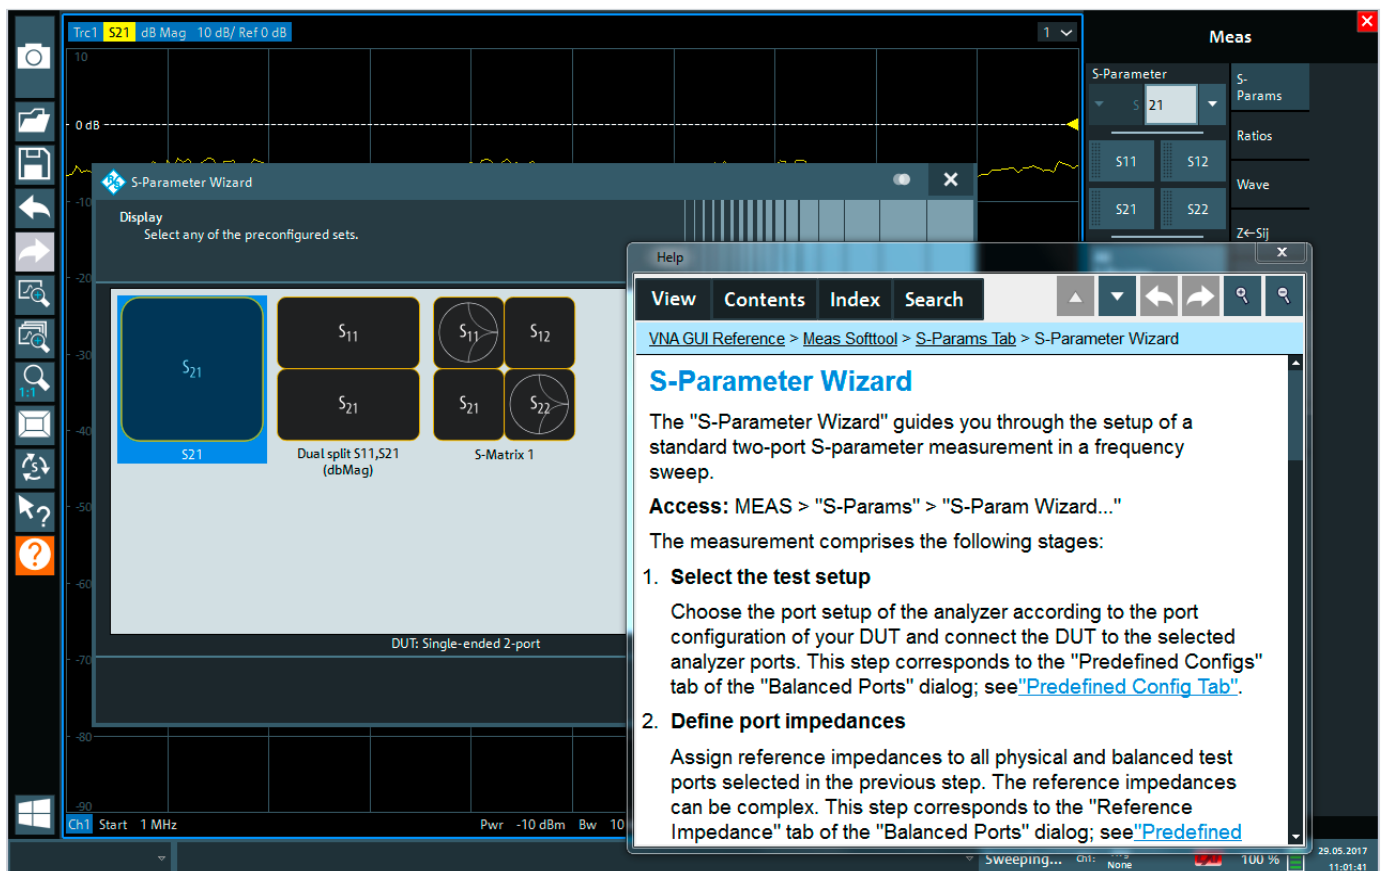 Trc1 S21 dB Mag 10 dB/ Ref 0 dB
1
10
0 dB
-10
-20
-30
-40
-50
-60
-70
-80
-90
1:1
S-Parameter Wizard
Display
Select any of the preconfigured sets.
S21
S11
S21
S11
S12
S21
S22
S21
Dual split S11,S21
(dbMag)
S-Matrix 1
DUT: Single-ended 2-port
Ch1 Start 1 MHz
Pwr -10 dBm Bw 10
Meas
S-Parameter
S 21
S11
S12
S21
S22
S-
Params
Ratios
Wave
Z←Sij
Help
View Contents Index Search
VNA GUI Reference > Meas Softtool > S-Params Tab > S-Parameter Wizard
S-Parameter Wizard
The "S-Parameter Wizard" guides you through the setup of a
standard two-port S-parameter measurement in a frequency
sweep.
Access: MEAS > "S-Params" > "S-Param Wizard..."
The measurement comprises the following stages:
1. Select the test setup
Choose the port setup of the analyzer according to the port
configuration of your DUT and connect the DUT to the selected
analyzer ports. This step corresponds to the "Predefined Configs"
tab of the "Balanced Ports" dialog; see"Predefined Config Tab".
2. Define port impedances
Assign reference impedances to all physical and balanced test
ports selected in the previous step. The reference impedances
can be complex. This step corresponds to the "Reference
Impedance" tab of the "Balanced Ports" dialog; see"Predefined
Sweeping...
Ch1:
None
100 %
29.05.2017
11:01:41